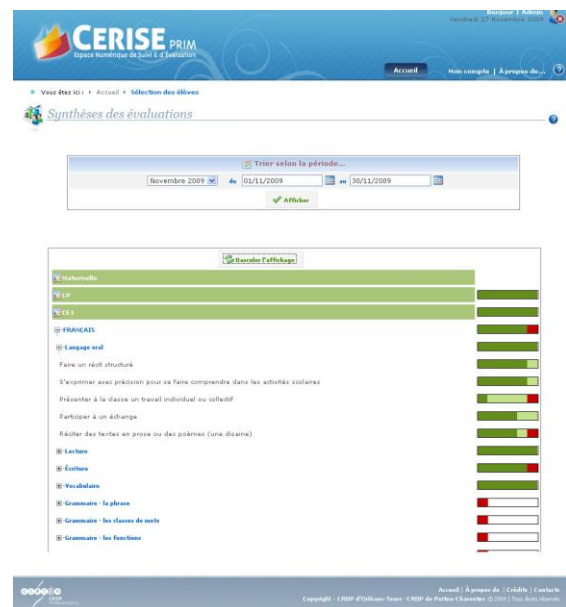 Bonjour | Admin
Vendredi 27 Novembre 2009
CERISE PRIM
Espace Numérique de Suivi & d'Évaluation
Accueil Mon compte | À propos de...
Vous êtes ici : Accueil Sélection des élèves
Synthèses des évaluations
Trier selon la période...
Novembre 2009 du 01/11/2009 au 30/11/2009
Afficher
Basculer l'affichage
Maternelle
CP
CE1
FRANÇAIS
Langage oral
Faire un récit structuré
S'exprimer avec précision pour se faire comprendre dans les activités scolaires
Présenter à la classe un travail individuel ou collectif
Participer à un échange
Réciter des textes en prose ou des poèmes (une dizaine)
Lecture
Écriture
Vocabulaire
Grammaire - la phrase
Grammaire - les classes de mots
Grammaire - les fonctions
Accueil | À propos de | Crédits | Contacts
Copyright - CRDP d'Orléans-Tours - CRDP de Poitou-Charentes © 2009 | Tous droits réservés